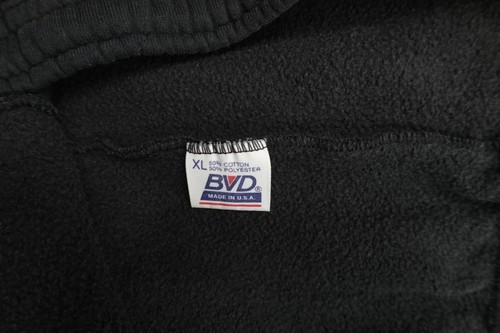 XL 50% COTTON
50% POLYESTER
BVD®
MADE IN U.S.A.